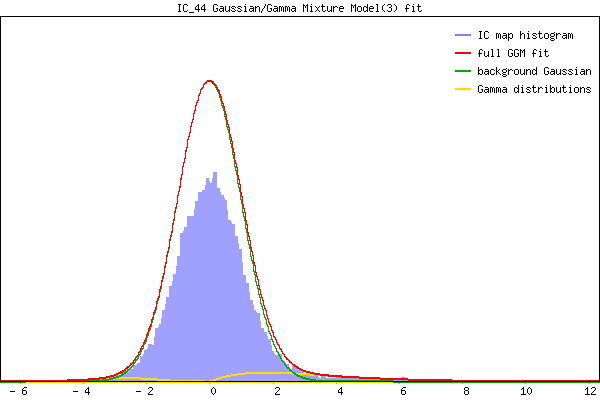 IC_44 Gaussian/Gamma Mixture Model(3) fit
IC map histogram
full GGM fit
background Gaussian
Gamma distributions
-6 -4 -2 0 2 4 6 8 10 12